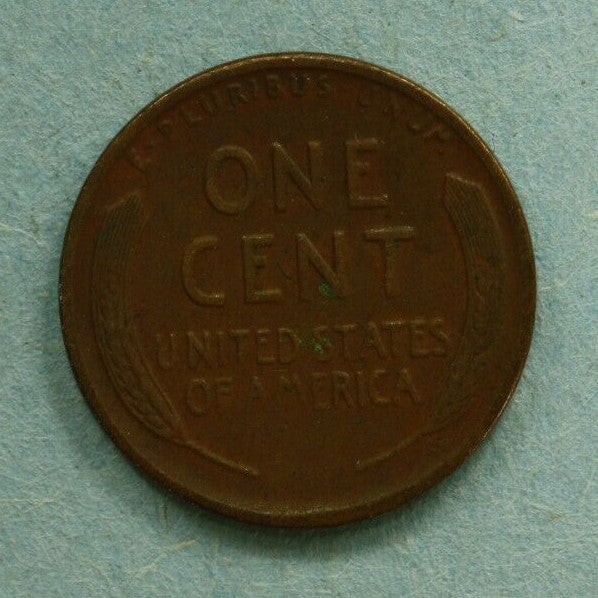 E·PLURIBUS UNUM·
ONE
CENT
UNITED STATES
OF AMERICA